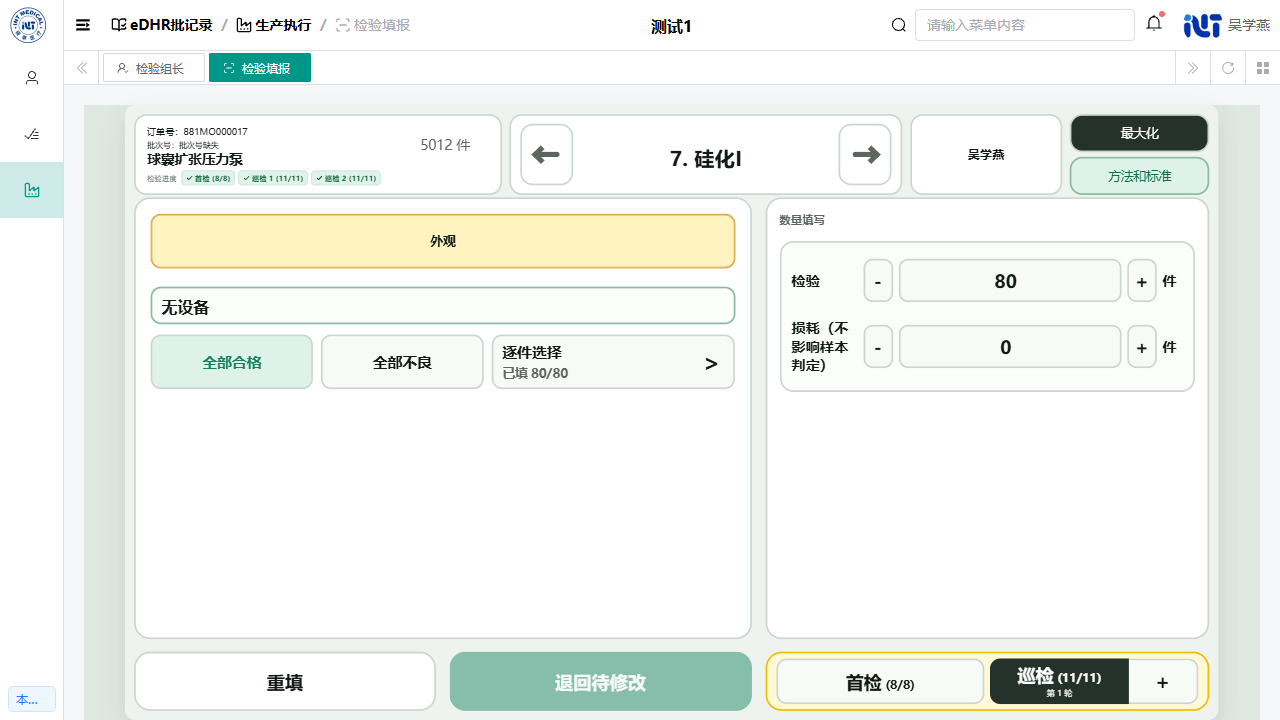 eDHR批记录 / 生产执行 / 检验填报
测试1
请输入菜单内容
吴学燕
检验组长
检验填报
订单号：881MO000017
批次号：批次号缺失
球囊扩张压力泵
5012 件
检验进度 ✓ 首检 (8/8) ✓ 巡检 1 (11/11) ✓ 巡检 2 (11/11)
7. 硅化Ⅰ
吴学燕
最大化
方法和标准
外观
无设备
全部合格
全部不良
逐件选择
已填 80/80
>
数量填写
检验 - 80 + 件
损耗（不影响样本判定） - 0 + 件
重填
退回待修改
首检 (8/8)
巡检 (11/11)
第 1 轮
+
本...